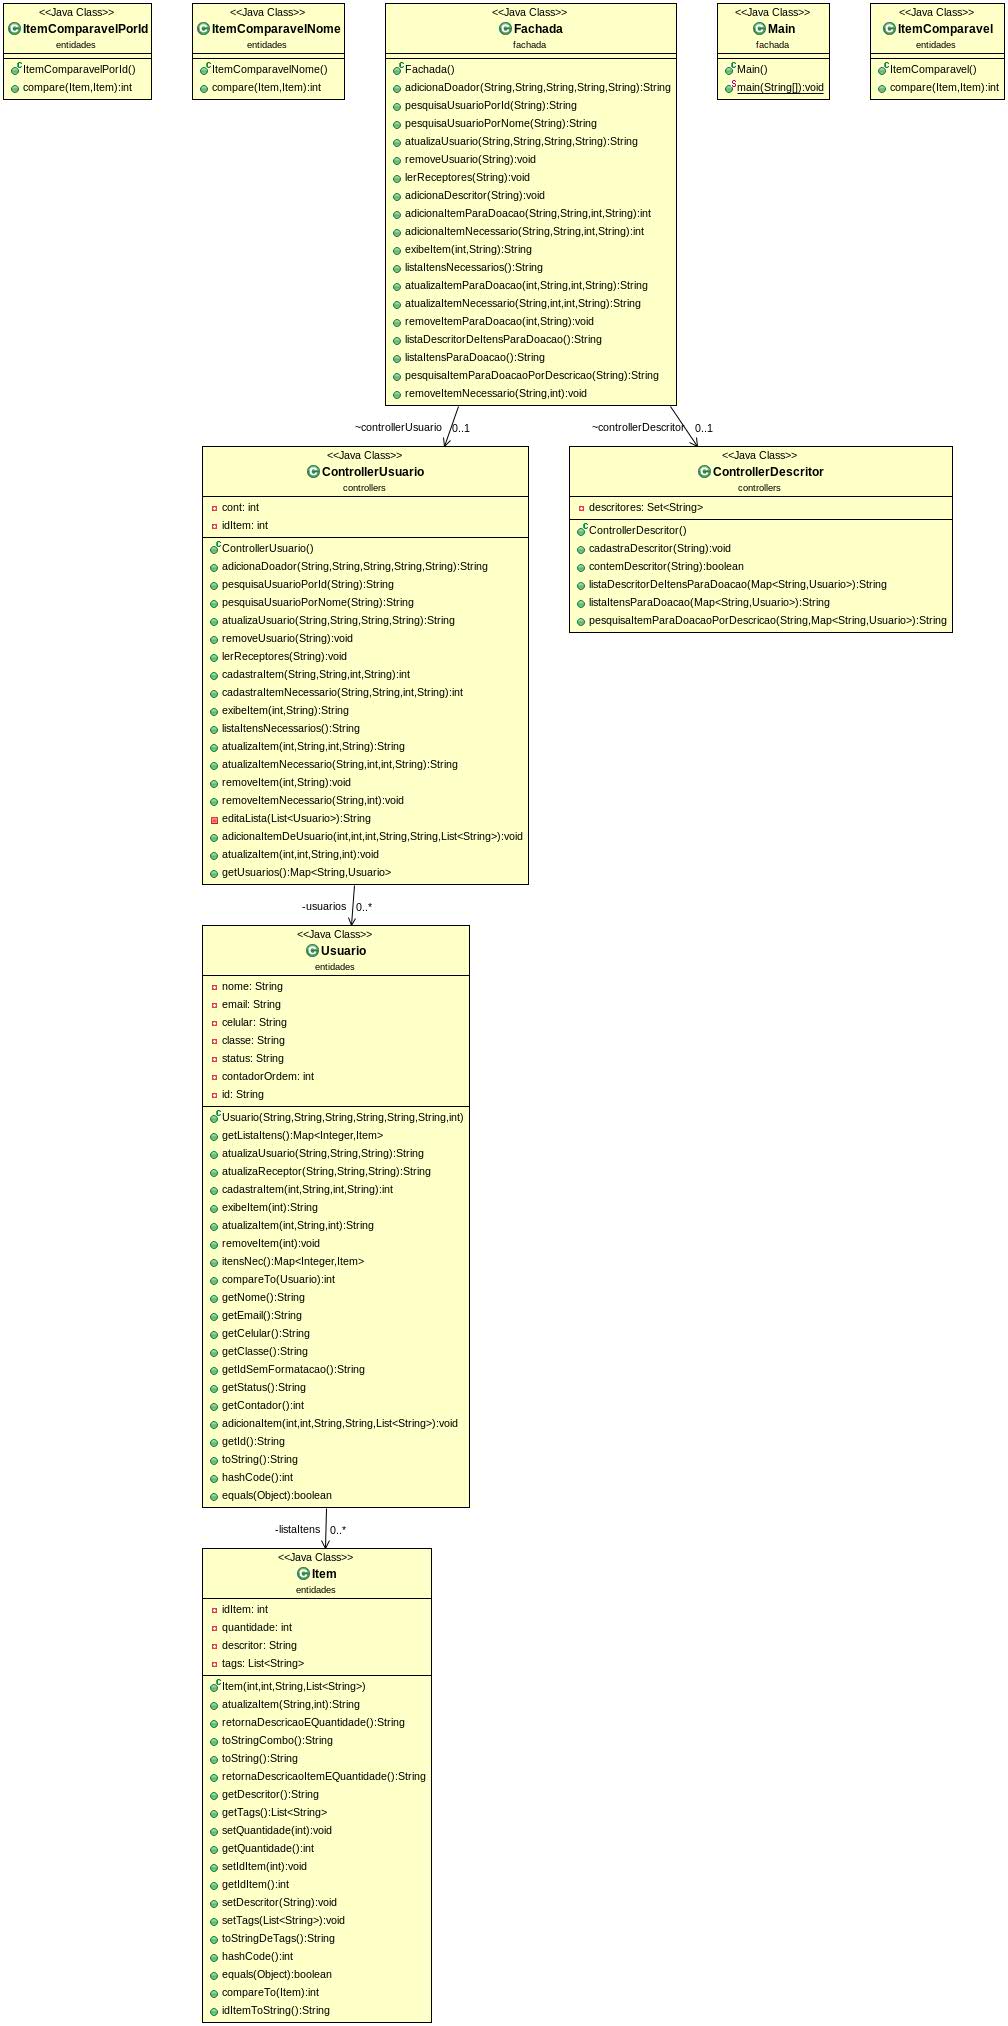 <<Java Class>>
ItemComparavelPorId
entidades
ItemComparavelPorId()
compare(Item,Item):int
<<Java Class>>
ItemComparavelNome
entidades
ItemComparavelNome()
compare(Item,Item):int
<<Java Class>>
Fachada
fachada
Fachada()
adicionaDoador(String,String,String,String,String):String
pesquisaUsuarioPorId(String):String
pesquisaUsuarioPorNome(String):String
atualizaUsuario(String,String,String,String):String
removeUsuario(String):void
lerReceptores(String):void
adicionaDescritor(String):void
adicionaItemParaDoacao(String,String,int,String):int
adicionaItemNecessario(String,String,int,String):int
exibeItem(int,String):String
listaItensNecessarios():String
atualizaItemParaDoacao(int,String,int,String):String
atualizaItemNecessario(String,int,int,String):String
removeItemParaDoacao(int,String):void
listaDescritorDeItensParaDoacao():String
listaItensParaDoacao():String
pesquisaItemParaDoacaoPorDescricao(String):String
removeItemNecessario(String,int):void
<<Java Class>>
Main
fachada
Main()
main(String[]):void
<<Java Class>>
ItemComparavel
entidades
ItemComparavel()
compare(Item,Item):int
~controllerUsuario 0..1
~controllerDescritor 0..1
<<Java Class>>
ControllerUsuario
controllers
cont: int
idItem: int
ControllerUsuario()
adicionaDoador(String,String,String,String,String):String
pesquisaUsuarioPorId(String):String
pesquisaUsuarioPorNome(String):String
atualizaUsuario(String,String,String,String):String
removeUsuario(String):void
lerReceptores(String):void
cadastraItem(String,String,int,String):int
cadastraItemNecessario(String,String,int,String):int
exibeItem(int,String):String
listaItensNecessarios():String
atualizaItem(int,String,int,String):String
atualizaItemNecessario(String,int,int,String):String
removeItem(int,String):void
removeItemNecessario(String,int):void
editaLista(List<Usuario>):String
adicionaItemDeUsuario(int,int,int,String,String,List<String>):void
atualizaItem(int,int,String,int):void
getUsuarios():Map<String,Usuario>
<<Java Class>>
ControllerDescritor
controllers
descritores: Set<String>
ControllerDescritor()
cadastraDescritor(String):void
contemDescritor(String):boolean
listaDescritorDeItensParaDoacao(Map<String,Usuario>):String
listaItensParaDoacao(Map<String,Usuario>):String
pesquisaItemParaDoacaoPorDescricao(String,Map<String,Usuario>):String
-usuarios 0..*
<<Java Class>>
Usuario
entidades
nome: String
email: String
celular: String
classe: String
status: String
contadorOrdem: int
id: String
Usuario(String,String,String,String,String,String,int)
getListaItens():Map<Integer,Item>
atualizaUsuario(String,String,String):String
atualizaReceptor(String,String,String):String
cadastraItem(int,String,int,String):int
exibeItem(int):String
atualizaItem(int,String,int):String
removeItem(int):void
itensNec():Map<Integer,Item>
compareTo(Usuario):int
getNome():String
getEmail():String
getCelular():String
getClasse():String
getIdSemFormatacao():String
getStatus():String
getContador():int
adicionaItem(int,int,String,String,List<String>):void
getId():String
toString():String
hashCode():int
equals(Object):boolean
-listaItens 0..*
<<Java Class>>
Item
entidades
idItem: int
quantidade: int
descritor: String
tags: List<String>
Item(int,int,String,List<String>)
atualizaItem(String,int):String
retornaDescricaoEQuantidade():String
toStringCombo():String
toString():String
retornaDescricaoItemEQuantidade():String
getDescritor():String
getTags():List<String>
setQuantidade(int):void
getQuantidade():int
setIdItem(int):void
getIdItem():int
setDescritor(String):void
setTags(List<String>):void
toStringDeTags():String
hashCode():int
equals(Object):boolean
compareTo(Item):int
idItemToString():String